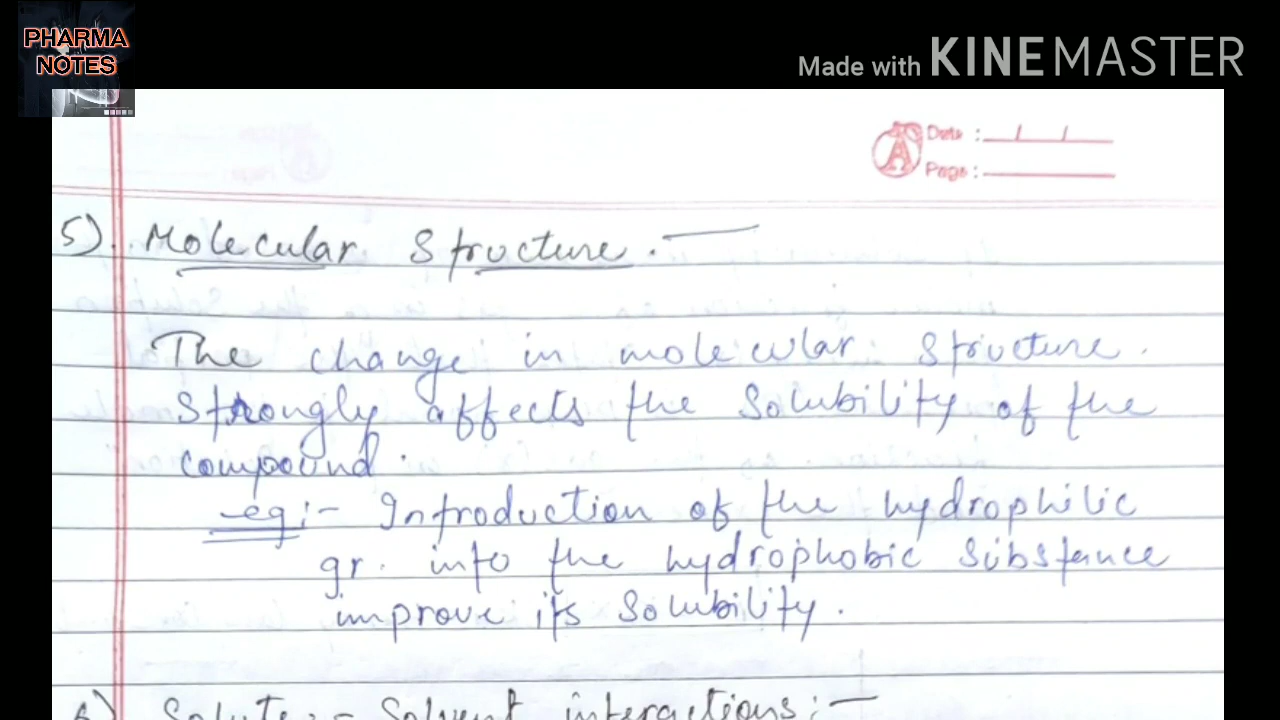 PHARMA
NOTES
Made with KINEMASTER
Date :
Page :
5). Molecular Structure.—
The change in molecular structure.
Strongly affects the Solubility of the
compound.
eg:- Introduction of the hydrophilic
gr. into the hydrophobic substance
improve its Solubility.
6) Solute:- Solvent interactions:-